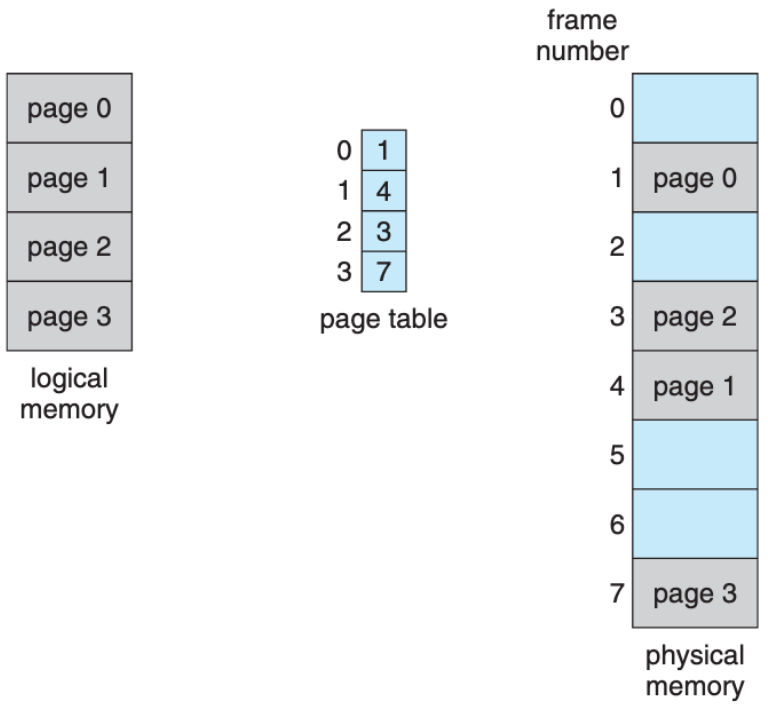 page 0
page 1
page 2
page 3
logical
memory
0 1
1 4
2 3
3 7
page table
frame
number
0
1 page 0
2
3 page 2
4 page 1
5
6
7 page 3
physical
memory